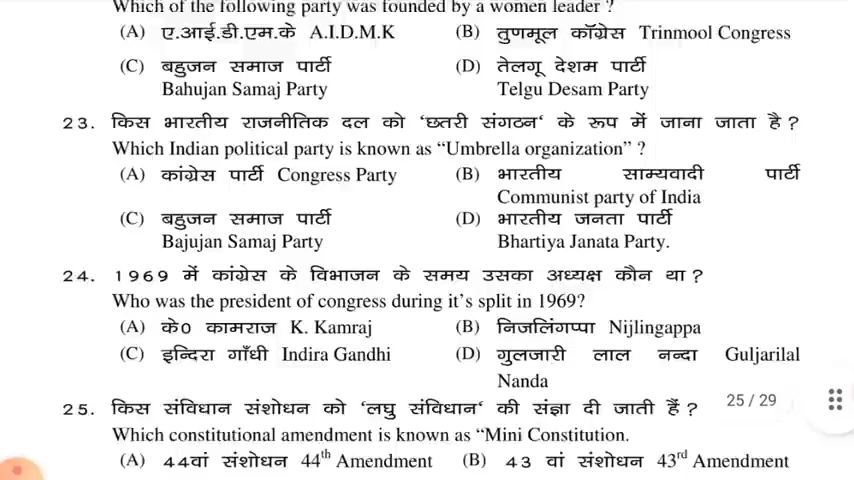 Which of the following party was founded by a women leader ?
(A) ए.आई.डी.एम.के A.I.D.M.K (B) तुणमूल कॉग्रेस Trinmool Congress
(C) बहुजन समाज पार्टी (D) तेलगू देशम पार्टी
Bahujan Samaj Party Telgu Desam Party
23. किस भारतीय राजनीतिक दल को ‘छतरी संगठन‘ के रूप में जाना जाता है ?
Which Indian political party is known as “Umbrella organization” ?
(A) कांग्रेस पार्टी Congress Party (B) भारतीय साम्यवादी पार्टी
Communist party of India
(C) बहुजन समाज पार्टी (D) भारतीय जनता पार्टी
Bajujan Samaj Party Bhartiya Janata Party.
24. 1969 में कांग्रेस के विभाजन के समय उसका अध्यक्ष कौन था ?
Who was the president of congress during it’s split in 1969?
(A) के0 कामराज K. Kamraj (B) निजलिंगप्पा Nijlingappa
(C) इन्दिरा गाँधी Indira Gandhi (D) गुलजारी लाल नन्दा Guljarilal
Nanda
25. किस संविधान संशोधन को ‘लघु संविधान‘ की संज्ञा दी जाती हैं ?
25 / 29
Which constitutional amendment is known as “Mini Constitution.
(A) 44वां संशोधन 44th Amendment (B) 43 वां संशोधन 43rd Amendment